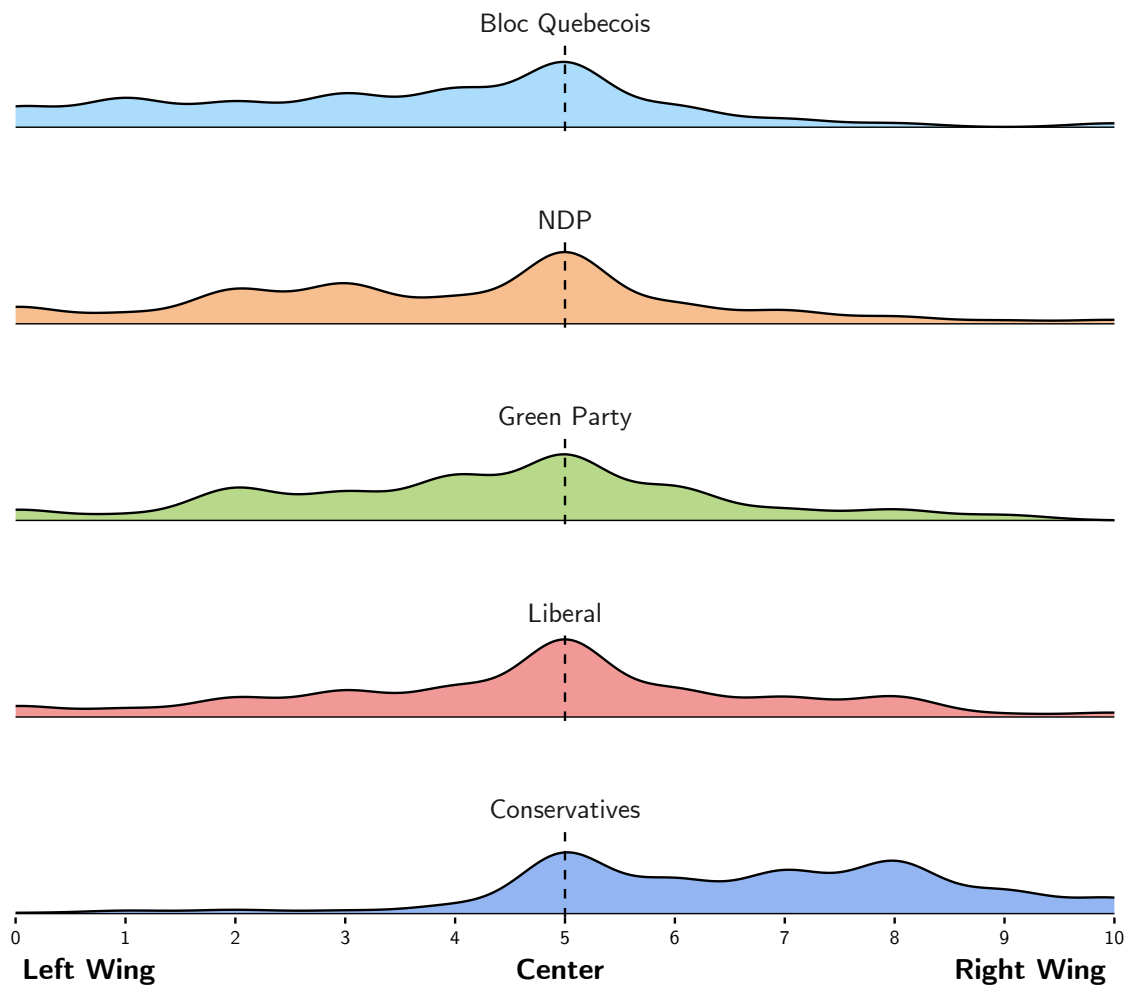 Bloc Quebecois
NDP
Green Party
Liberal
Conservatives
0 1 2 3 4 5 6 7 8 9 10
Left Wing Center Right Wing